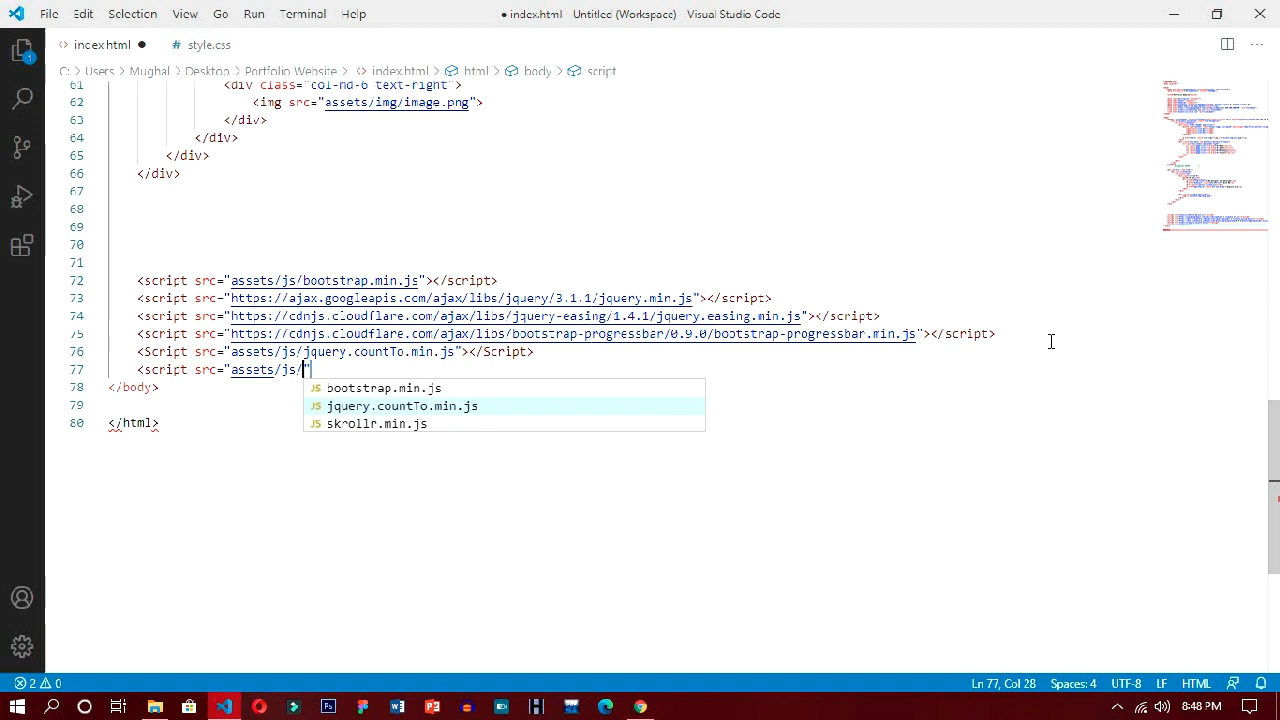 File Edit Selection View Go Run Terminal Help
● index.html - Untitled (Workspace) - Visual Studio Code
<> incex.html ●
# style.css
C: > Users > Mughal > Desktop > Portfolio Website > <> index.html > html > body > script
61 <div class="col-md-6 text-right">
62 <img src="assets/img/image.png">
63 </div>
64 </div>
65 </div>
66 </div>
67
68
69
70
71
72 <script src="assets/js/bootstrap.min.js"></script>
73 <script src="https://ajax.googleapis.com/ajax/libs/jquery/3.1.1/jquery.min.js"></script>
74 <script src="https://cdnjs.cloudflare.com/ajax/libs/jquery-easing/1.4.1/jquery.easing.min.js"></script>
75 <script src="https://cdnjs.cloudflare.com/ajax/libs/bootstrap-progressbar/0.9.0/bootstrap-progressbar.min.js"></script>
76 <Script src="assets/js/jquery.countTo.min.js"></Script>
77 <script src="assets/js/"
JS bootstrap.min.js
78 </body>
JS jquery.countTo.min.js
79
JS skrollr.min.js
80 </html>
2 0
Ln 77, Col 28 Spaces: 4 UTF-8 LF HTML
8:48 PM